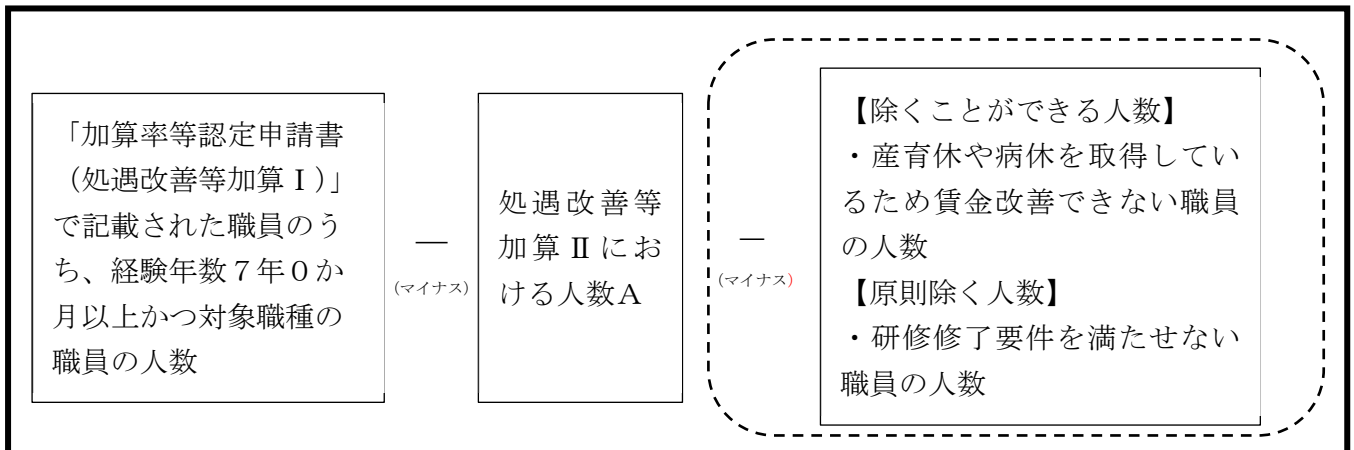 「加算率等認定申請書
（処遇改善等加算Ⅰ）」
で記載された職員のう
ち、経験年数７年０か
月以上かつ対象職種の
職員の人数
―
（マイナス）
処遇改善等
加算Ⅱにお
ける人数Ａ
―
（マイナス）
【除くことができる人数】
・産育休や病休を取得してい
るため賃金改善できない職員
の人数
【原則除く人数】
・研修修了要件を満たせない
職員の人数